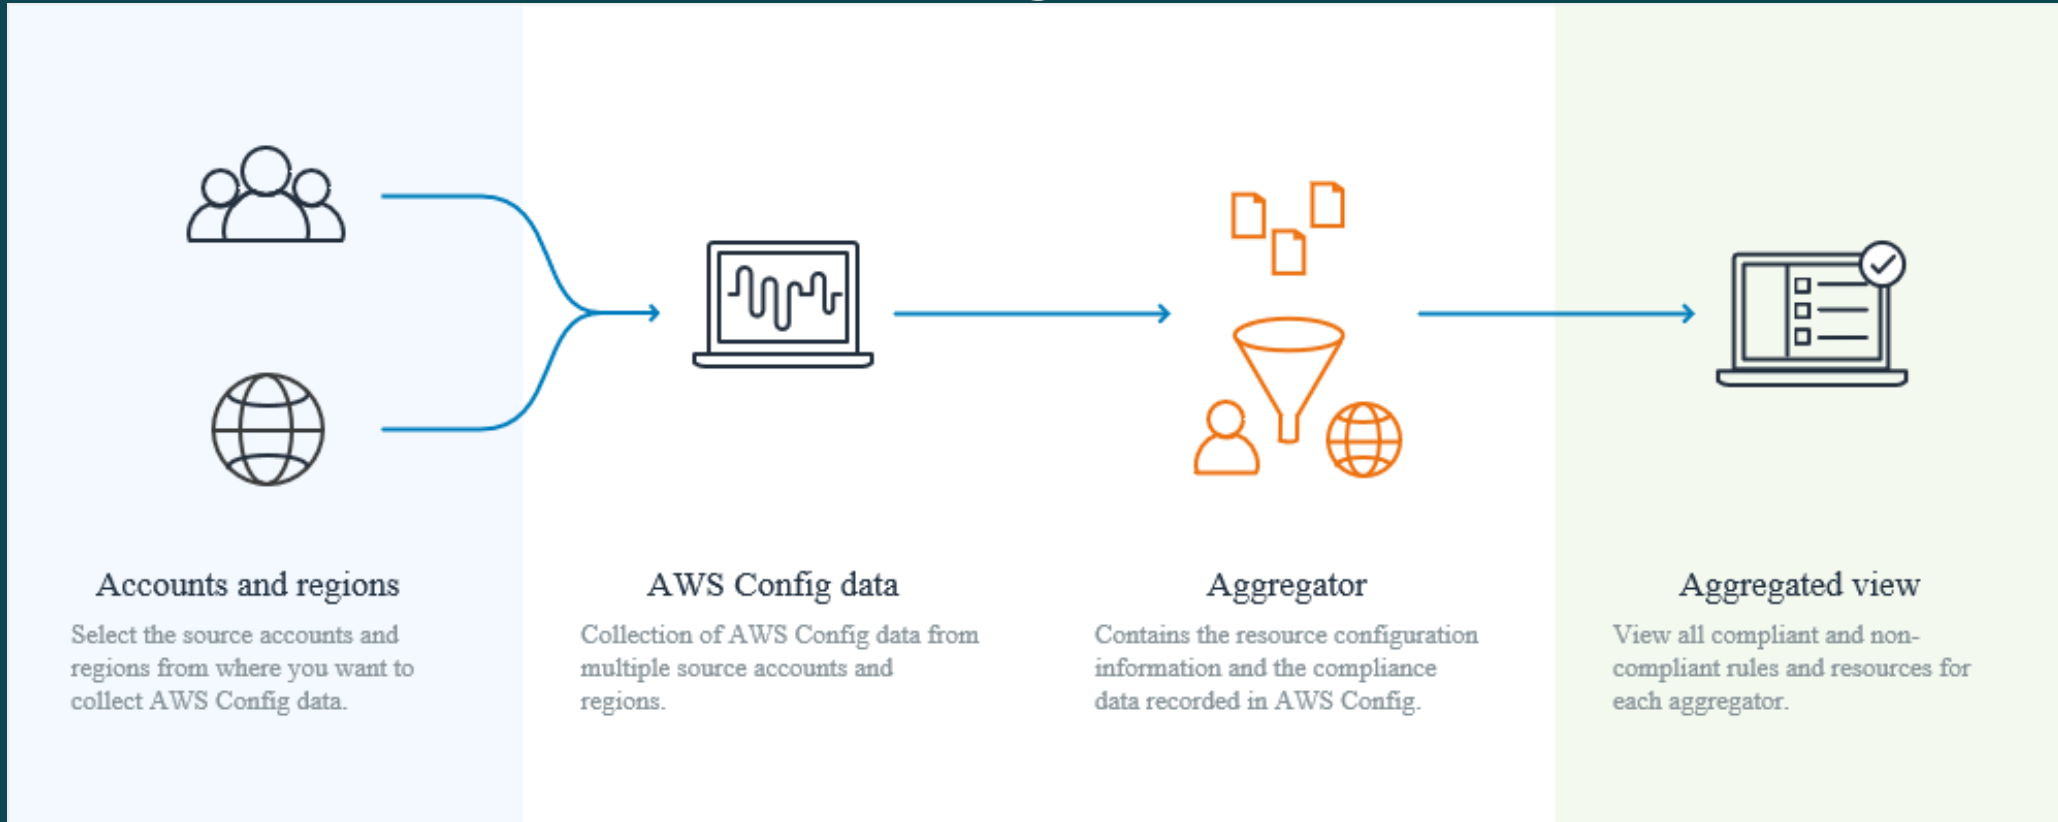 Accounts and regions
Select the source accounts and
regions from where you want to
collect AWS Config data.
AWS Config data
Collection of AWS Config data from
multiple source accounts and
regions.
Aggregator
Contains the resource configuration
information and the compliance
data recorded in AWS Config.
Aggregated view
View all compliant and non-
compliant rules and resources for
each aggregator.